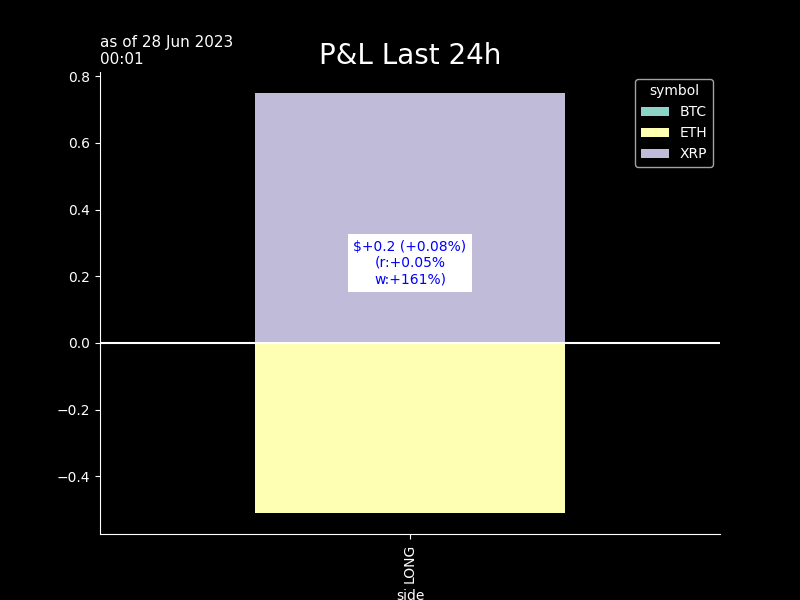 as of 28 Jun 2023
00:01
P&L Last 24h
symbol
BTC
ETH
XRP
0.8
0.6
0.4
0.2
0.0
−0.2
−0.4
$+0.2 (+0.08%)
(r:+0.05%
w:+161%)
LONG
side